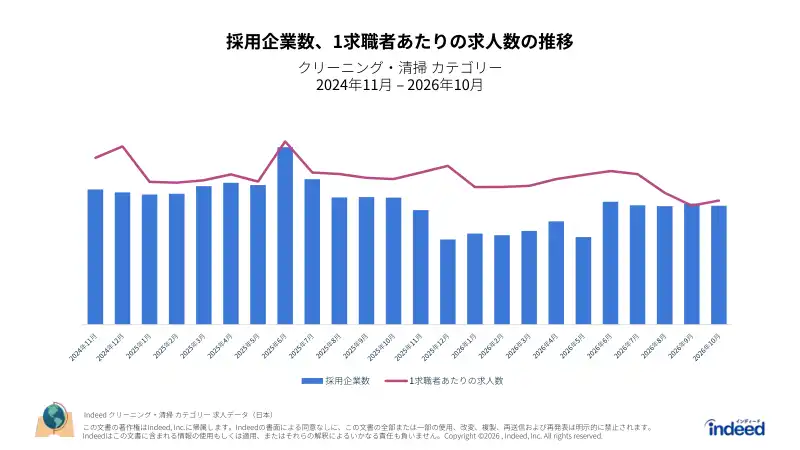 採用企業数、1求職者あたりの求人数の推移
クリーニング・清掃 カテゴリー
2024年11月 – 2026年10月
2024年11月
2024年12月
2025年1月
2025年2月
2025年3月
2025年4月
2025年5月
2025年6月
2025年7月
2025年8月
2025年9月
2025年10月
2025年11月
2025年12月
2026年1月
2026年2月
2026年3月
2026年4月
2026年5月
2026年6月
2026年7月
2026年8月
2026年9月
2026年10月
採用企業数
1求職者あたりの求人数
Indeed クリーニング・清掃 カテゴリー 求人データ（日本）
この文書の著作権はIndeed, Inc.に帰属します。Indeedの書面による同意なしに、この文書の全部または一部の使用、改変、複製、再送信および再発表は明示的に禁止されます。
Indeedはこの文書に含まれる情報の使用もしくは適用、またはそれらの解釈によるいかなる責任も負いません。Copyright ©2026 , Indeed, Inc. All rights reserved.
インディード
indeed